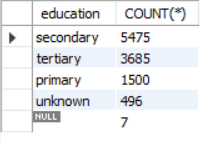 education COUNT(*)
secondary 5475
tertiary 3685
primary 1500
unknown 496
NULL 7